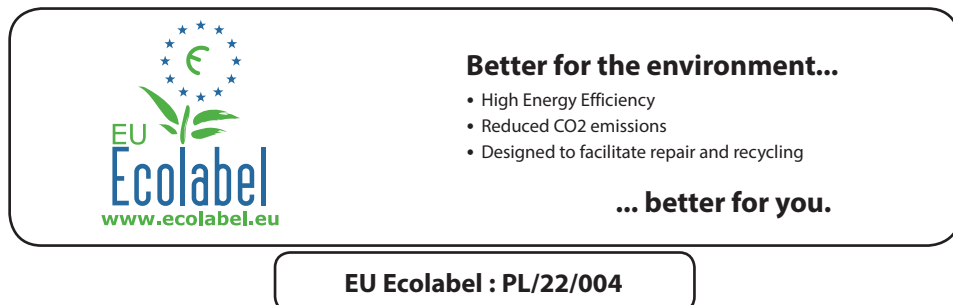 EU
Ecolabel
www.ecolabel.eu
Better for the environment...
• High Energy Efficiency
• Reduced CO2 emissions
• Designed to facilitate repair and recycling
... better for you.
EU Ecolabel : PL/22/004